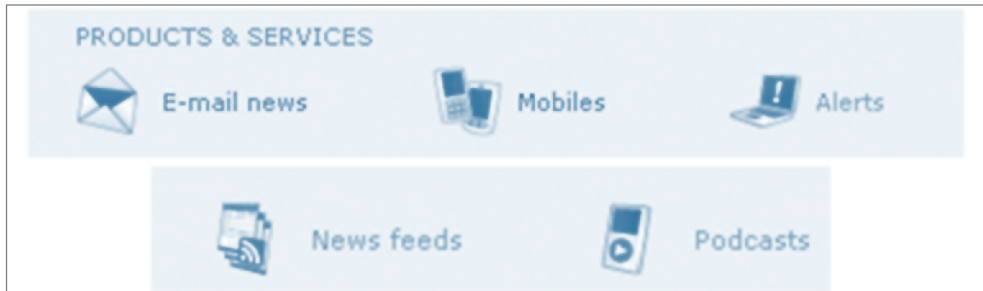 PRODUCTS & SERVICES
E-mail news Mobiles Alerts
News feeds Podcasts